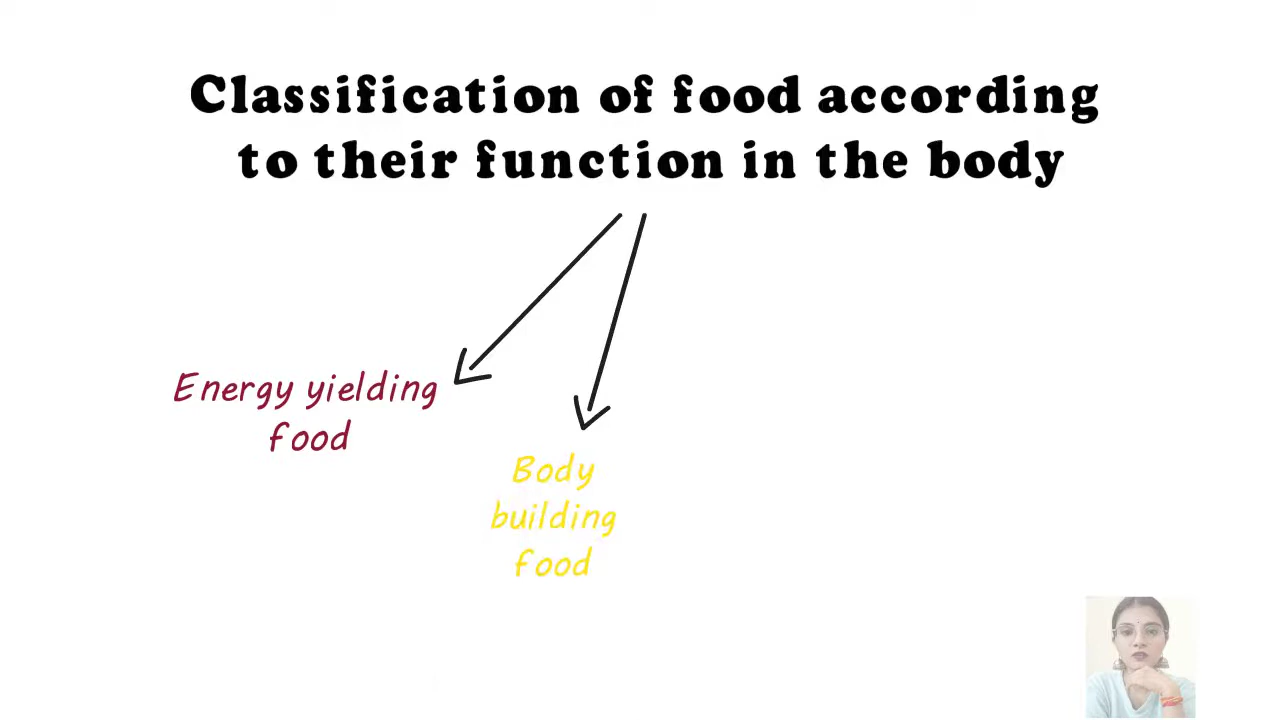 Classification of food according
to their function in the body
Energy yielding
food
Body
building
food